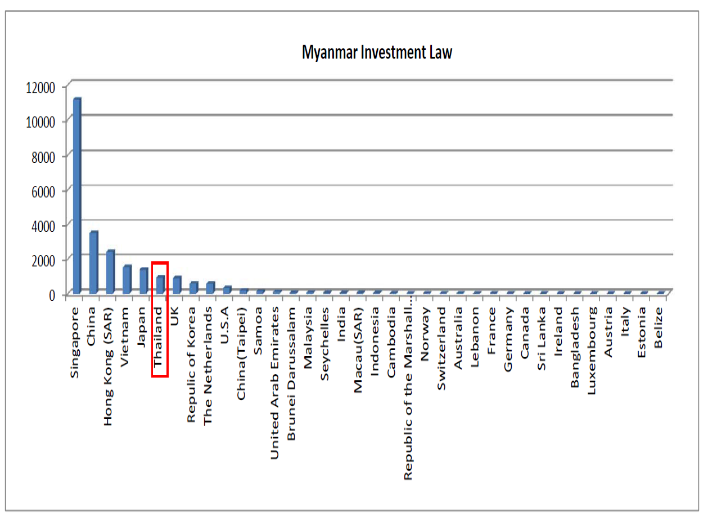 Myanmar Investment Law
12000
10000
8000
6000
4000
2000
0
Singapore
China
Hong Kong (SAR)
Vietnam
Japan
Thailand
UK
Repulic of Korea
The Netherlands
U.S.A
China(Taipei)
Samoa
United Arab Emirates
Brunei Darussalam
Malaysia
Seychelles
India
Macau(SAR)
Indonesia
Cambodia
Republic of the Marshall…
Norway
Switzerland
Australia
Lebanon
France
Germany
Canada
Sri Lanka
Ireland
Bangladesh
Luxembourg
Austria
Italy
Estonia
Belize